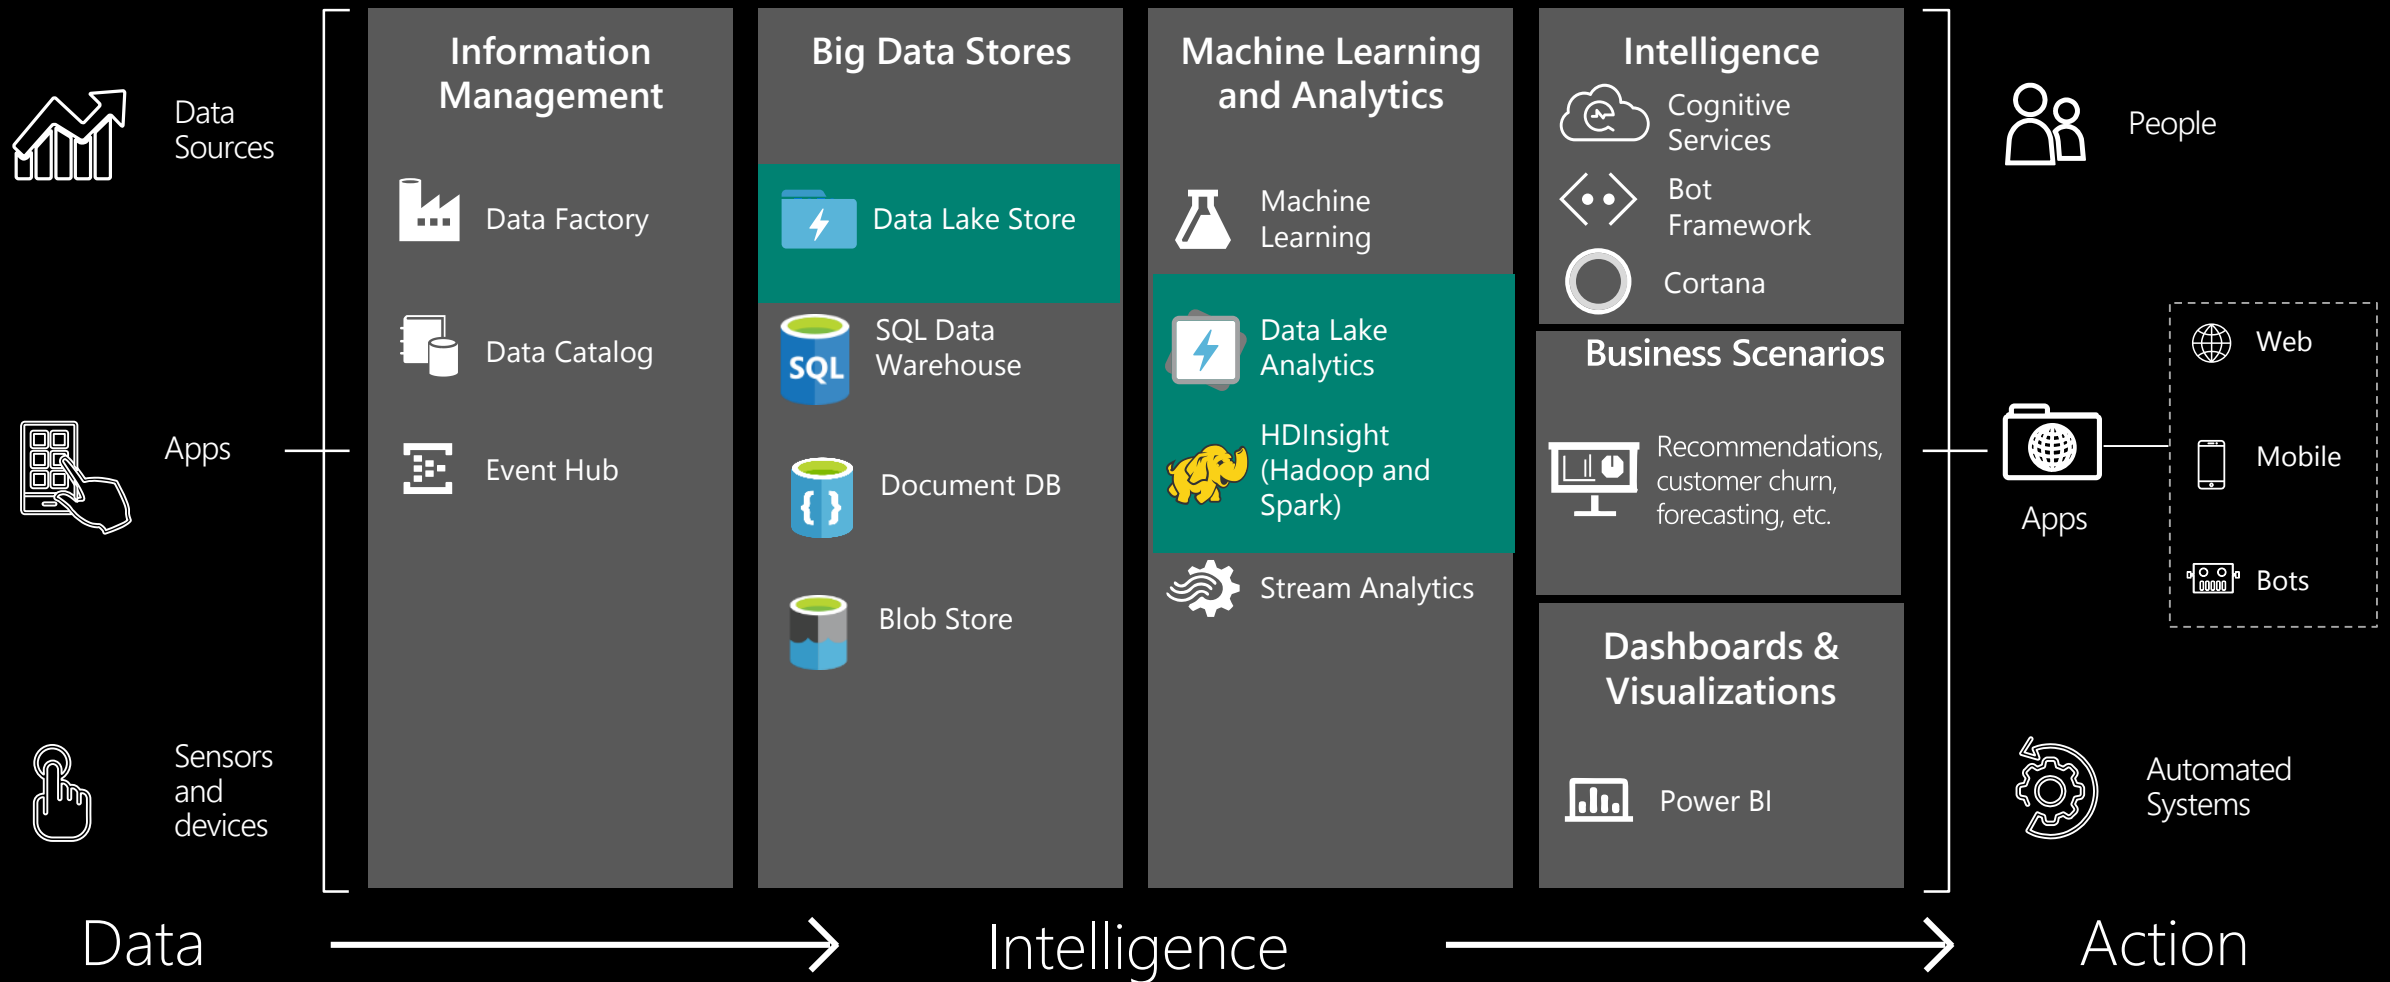 Data
Sources
Apps
Sensors
and
devices
Information
Management
Data Factory
Data Catalog
Event Hub
Big Data Stores
Data Lake Store
SQL Data
Warehouse
SQL
Document DB
Blob Store
Machine Learning
and Analytics
Machine
Learning
Data Lake
Analytics
HDInsight
(Hadoop and
Spark)
Stream Analytics
Intelligence
Cognitive
Services
Bot
Framework
Cortana
Business Scenarios
Recommendations,
customer churn,
forecasting, etc.
Dashboards &
Visualizations
Power BI
People
Apps
Web
Mobile
Bots
Automated
Systems
Data
Intelligence
Action